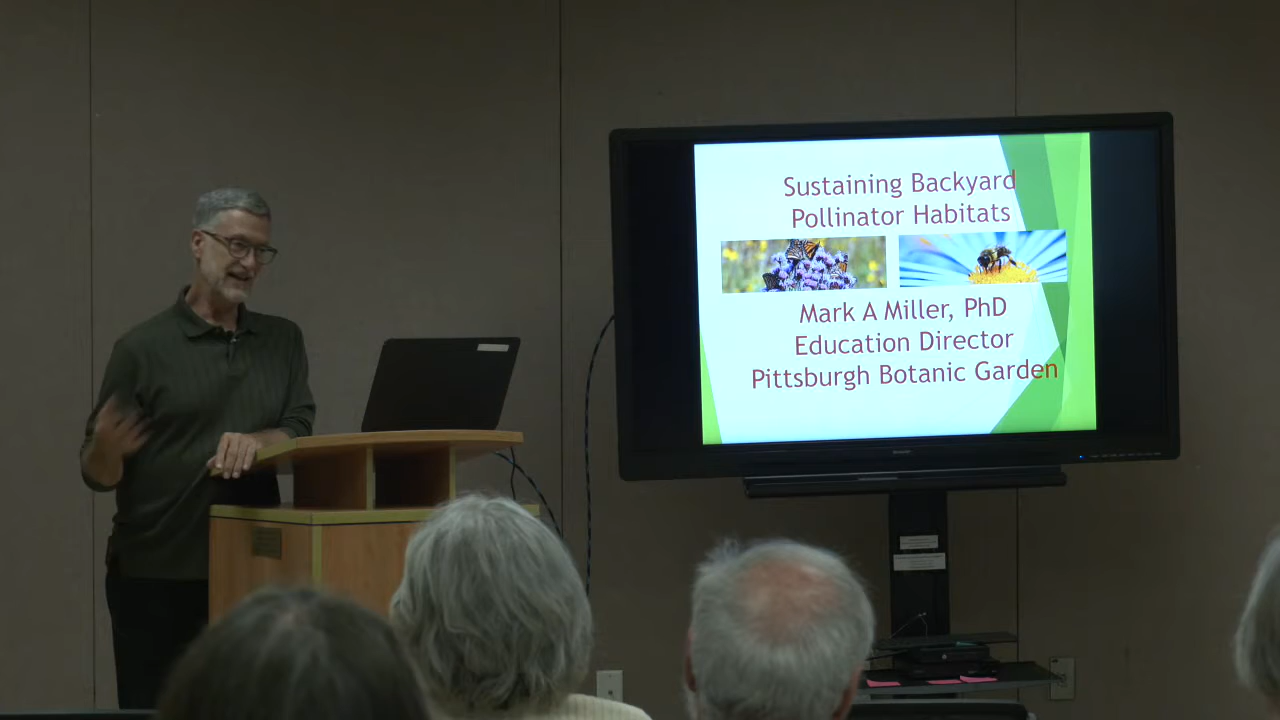 Sustaining Backyard
Pollinator Habitats
Mark A Miller, PhD
Education Director
Pittsburgh Botanic Garden